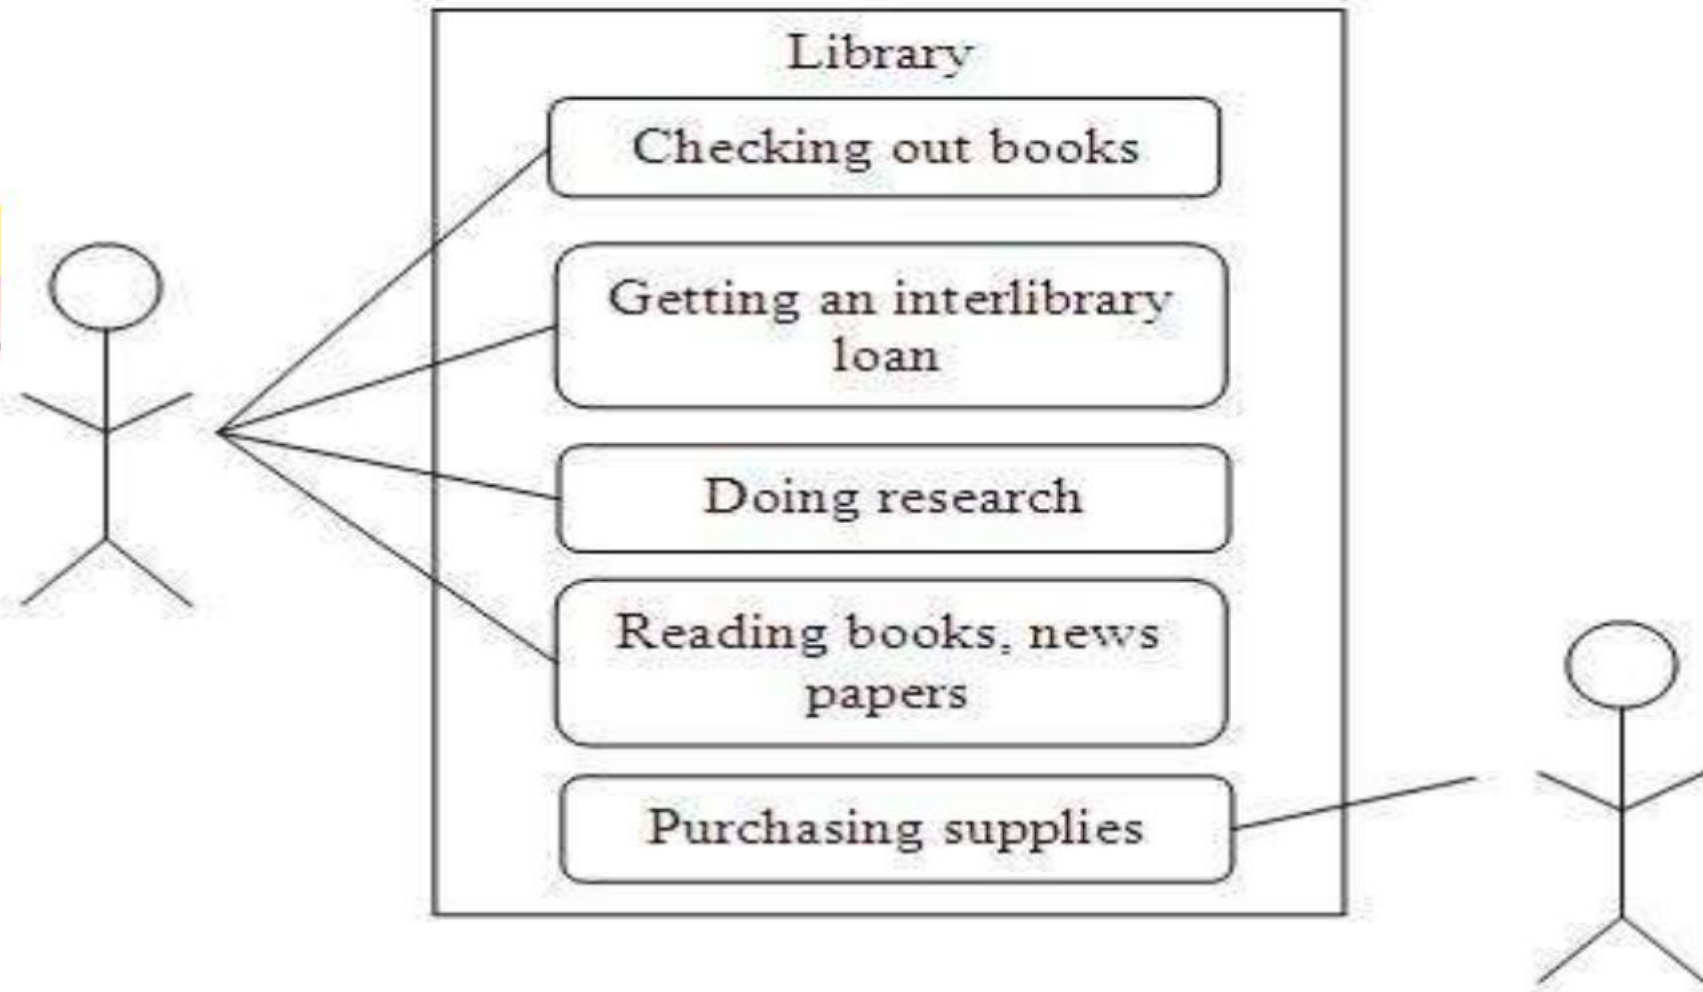 Library
Checking out books
Getting an interlibrary
loan
Doing research
Reading books, news
papers
Purchasing supplies